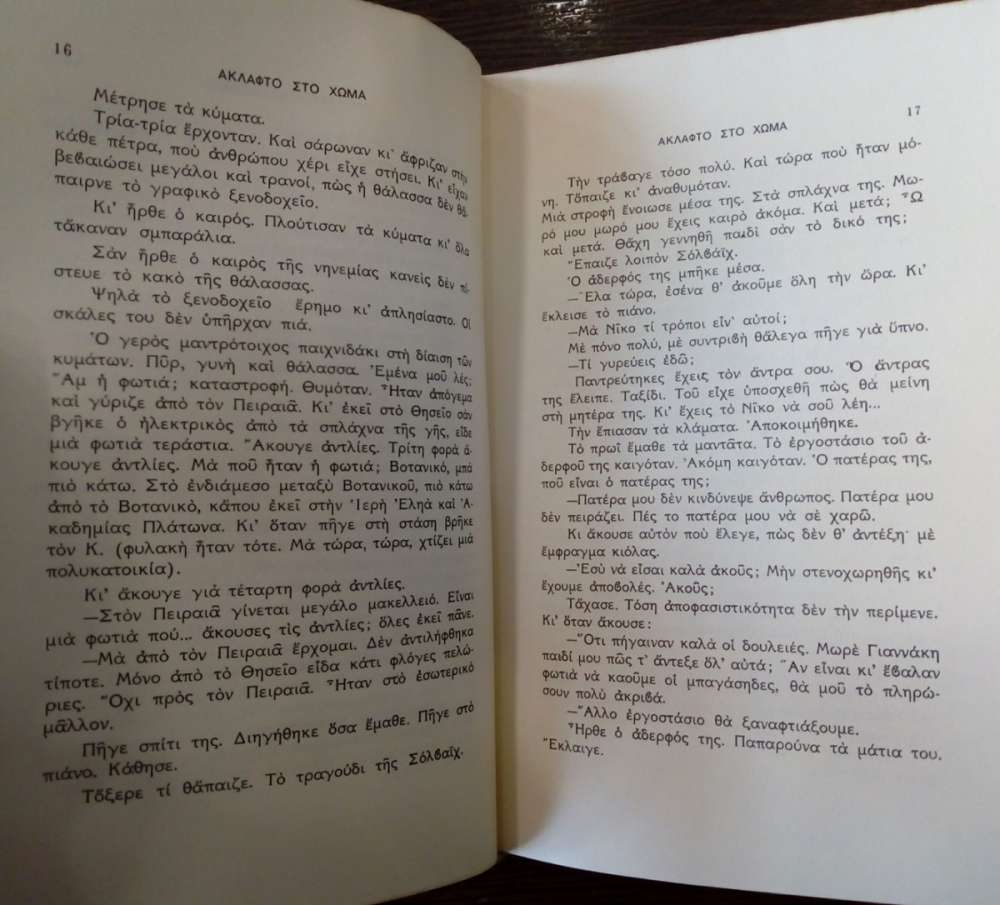 16
ΑΚΛΑΦΤΟ ΣΤΟ ΧΩΜΑ
Μέτρησε τὰ κύματα.
Τρία-τρία ἔρχονταν. Καὶ σάρωναν κι' ἄφριζαν στὴν
κάθε πέτρα, ποὺ ἀνθρώπου χέρι εἶχε στήσει. Κι' εἶχαν
βεβαιώσει μεγάλοι καὶ τρανοί, πὼς ἡ θάλασσα δὲν θἄ-
παιρνε τὸ γραφικὸ ξενοδοχεῖο.
Κι' ἦρθε ὁ καιρός. Πλούτισαν τὰ κύματα κι' ὅλα
τἄκαναν σμπαράλια.
Σὰν ἦρθε ὁ καιρὸς τῆς νηνεμίας κανεὶς δὲν πί-
στευε τὸ κακὸ τῆς θάλασσας.
Ψηλὰ τὸ ξενοδοχεῖο ἔρημο κι' ἀπλησίαστο. Οἱ
σκάλες του δὲν ὑπῆρχαν πιά.
Ὁ γερὸς μαντρότοιχος παιχνιδάκι στὴ δίαιση τῶν
κυμάτων. Πῦρ, γυνὴ καὶ θάλασσα. Ἐμένα μοῦ λές;
Ἂμ ἡ φωτιά; καταστροφή. Θυμόταν. Ἦταν ἀπόγεμα
καὶ γύριζε ἀπὸ τὸν Πειραιᾶ. Κι' ἐκεῖ στὸ Θησεῖο σὰν
βγῆκε ὁ ἠλεκτρικὸς ἀπὸ τὰ σπλάχνα τῆς γῆς, εἶδε
μιὰ φωτιὰ τεράστια. Ἄκουγε ἀντλίες. Τρίτη φορὰ ἄ-
κουγε ἀντλίες. Μὰ ποῦ ἦταν ἡ φωτιά; Βοτανικό, μπὰ
πιὸ κάτω. Στὸ ἐνδιάμεσο μεταξὺ Βοτανικοῦ, πιὸ κάτω
ἀπὸ τὸ Βοτανικό, κάπου ἐκεῖ στὴν Ἱερὴ Ἐληὰ καὶ Ἀ-
καδημίας Πλάτωνα. Κι' ὅταν πῆγε στὴ στάση βρῆκε
τὸν Κ. (φυλακὴ ἦταν τότε. Μὰ τώρα, τώρα, χτίζει μιὰ
πολυκατοικία).
Κι' ἄκουγε γιὰ τέταρτη φορὰ ἀντλίες.
—Στὸν Πειραιᾶ γίνεται μεγάλο μακελλειό. Εἶναι
μιὰ φωτιὰ πού... ἄκουσες τὶς ἀντλίες; ὅλες ἐκεῖ πᾶνε.
—Μὰ ἀπὸ τὸν Πειραιᾶ ἔρχομαι. Δὲν ἀντιλήφθηκα
τίποτε. Μόνο ἀπὸ τὸ Θησεῖο εἶδα κάτι φλόγες πελώ-
ριες. Ὄχι πρὸς τὸν Πειραιᾶ. Ἦταν στὸ ἐσωτερικὸ
μᾶλλον.
Πῆγε σπίτι της. Διηγήθηκε ὅσα ἔμαθε. Πῆγε στὸ
πιάνο. Κάθησε.
Τὄξερε τί θἄπαιζε. Τὸ τραγούδι τῆς Σόλβαϊχ.
17
ΑΚΛΑΦΤΟ ΣΤΟ ΧΩΜΑ
Τὴν τράβαγε τόσο πολύ. Καὶ τώρα ποὺ ἦταν μό-
νη. Τὄπαιζε κι' ἀναθυμόταν.
Μιὰ στροφὴ ἔνοιωσε μέσα της. Στὰ σπλάχνα της. Μω-
ρό μου μωρό μου ἔχεις καιρὸ ἀκόμα. Καὶ μετά; Ὢ
καὶ μετά. Θἄχη γεννηθῆ παιδὶ σὰν τὸ δικό της;
Ἔπαιζε λοιπὸν Σόλβαϊχ.
Ὁ ἀδερφός της μπῆκε μέσα.
—Ἔλα τώρα, ἐσένα θ' ἀκοῦμε ὅλη τὴν ὥρα. Κι'
ἔκλεισε τὸ πιάνο.
—Μὰ Νῖκο τί τρόποι εἶν' αὐτοί;
Μὲ πόνο πολύ, μὲ συντριβὴ θἄλεγα πῆγε γιὰ ὕπνο.
—Τί γυρεύεις ἐδῶ;
Παντρεύτηκες ἔχεις τὸν ἄντρα σου. Ὁ ἄντρας
της ἔλειπε. Ταξίδι. Τοῦ εἶχε ὑποσχεθῆ πὼς θὰ μείνη
στὴ μητέρα της. Κι' ἔχεις τὸ Νῖκο νὰ σοῦ λέη...
Τὴν ἔπιασαν τὰ κλάματα. Ἀποκοιμήθηκε.
Τὸ πρωῒ ἔμαθε τὰ μαντᾶτα. Τὸ ἐργοστάσιο τοῦ ἀ-
δερφοῦ της καιγόταν. Ἀκόμη καιγόταν. Ὁ πατέρας της,
ποῦ εἶναι ὁ πατέρας της;
—Πατέρα μου δὲν κινδύνεψε ἄνθρωπος. Πατέρα μου
δὲν πειράζει. Πές το πατέρα μου νὰ σὲ χαρῶ.
Κι ἄκουσε αὐτὸν ποὺ ἔλεγε, πὼς δὲν θ' ἀντέξῃ μὲ
ἔμφραγμα κιόλας.
—Ἐσὺ νὰ εἶσαι καλὰ ἀκοῦς; Μὴν στενοχωρηθῆς κι'
ἔχουμε ἀποβολές. Ἀκοῦς;
Τἄχασε. Τόση ἀποφασιστικότητα δὲν τὴν περίμενε.
Κι' ὅταν ἄκουσε:
—Ὅτι πήγαιναν καλὰ οἱ δουλειές. Μωρὲ Γιαννάκη
παιδί μου πῶς τ' ἄντεξε ὅλ' αὐτά; Ἂν εἶναι κι' ἔβαλαν
φωτιὰ νὰ καοῦμε οἱ μπαγάσηδες, θὰ μοῦ τὸ πληρώ-
σουν πολὺ ἀκριβά.
—Ἄλλο ἐργοστάσιο θὰ ξαναφτιάξουμε.
Ἦρθε ὁ ἀδερφός της. Παπαρούνα τὰ μάτια του.
Ἔκλαιγε.